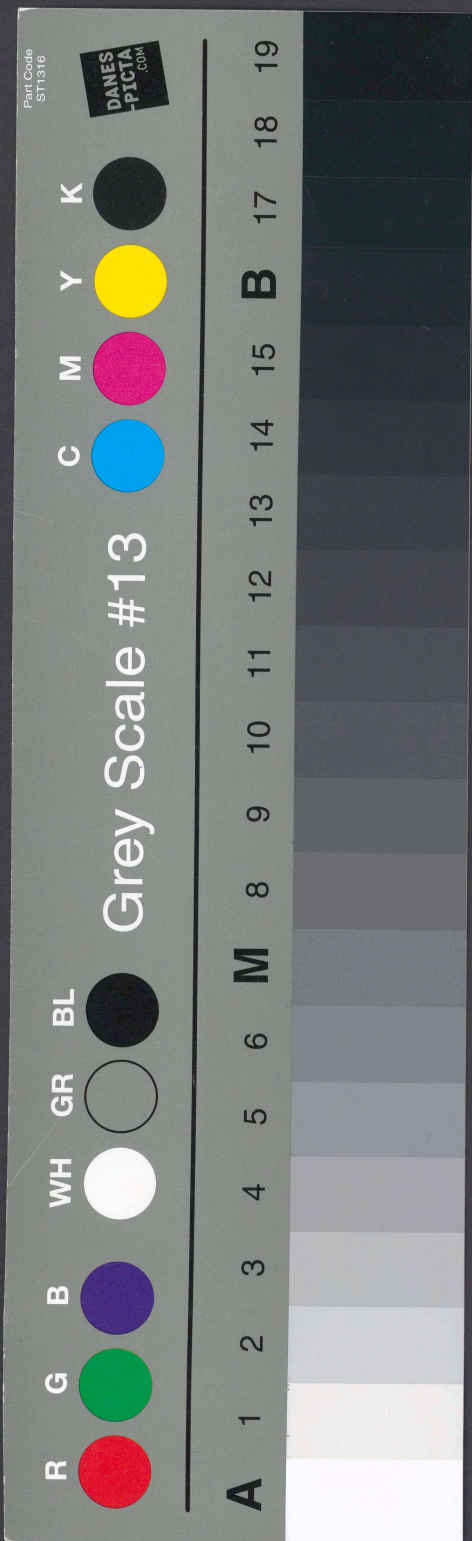 Part Code
ST1316
DANES
-PICTA
.COM
R G B WH GR BL
Grey Scale #13
C M Y K
A 1 2 3 4 5 6 M 8 9 10 11 12 13 14 15 B 17 18 19